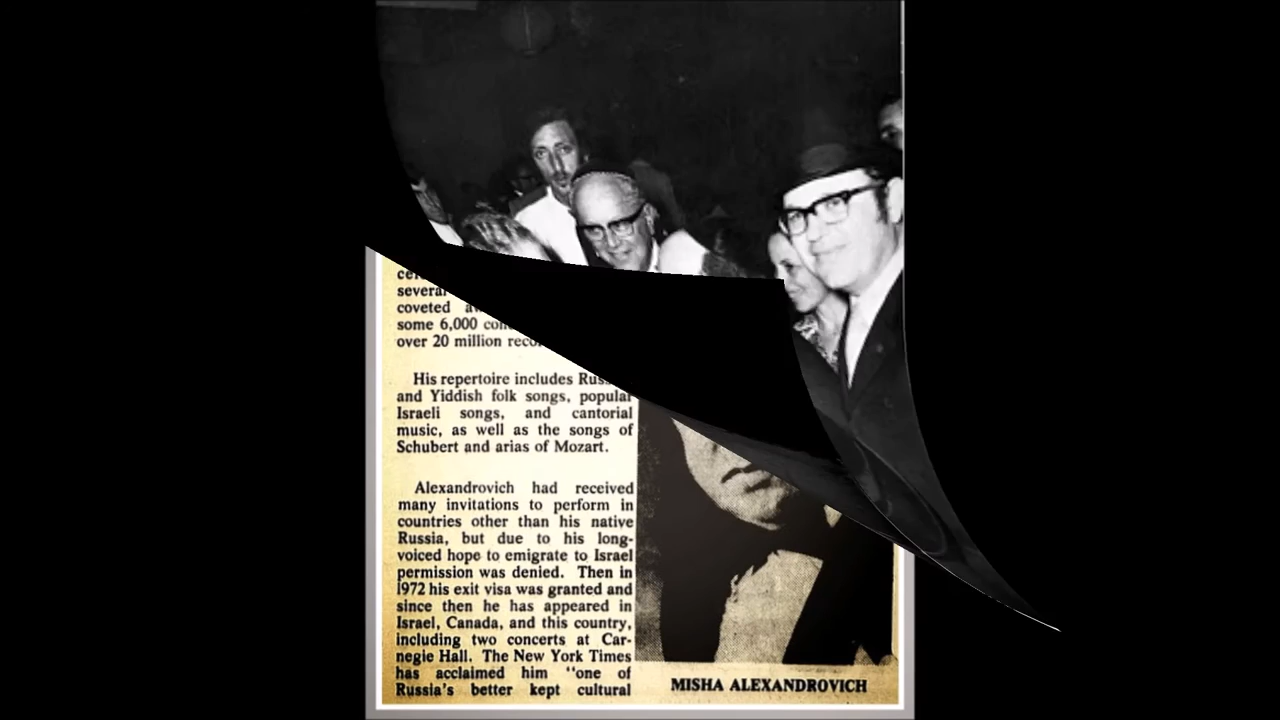 several
coveted
some 6,000
over 20 million
His repertoire includes
and Yiddish folk songs, popular
Israeli songs, and cantorial
music, as well as the songs of
Schubert and arias of Mozart.
Alexandrovich had received
many invitations to perform in
countries other than his native
Russia, but due to his long-
voiced hope to emigrate to Israel
permission was denied. Then in
1972 his exit visa was granted and
since then he has appeared in
Israel, Canada, and this country,
including two concerts at Car-
negie Hall. The New York Times
has acclaimed him "one of
Russia's better kept cultural
MISHA ALEXANDROVICH